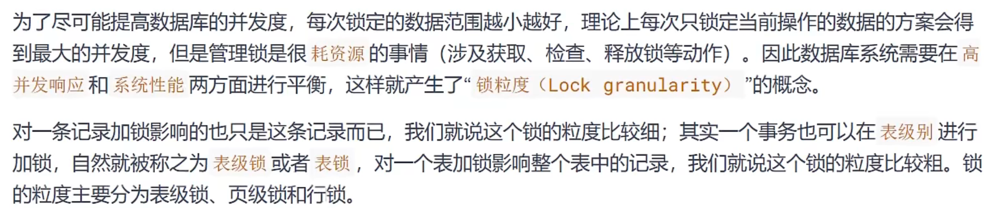 为了尽可能提高数据库的并发度，每次锁定的数据范围越小越好，理论上每次只锁定当前操作的数据的方案会得
到最大的并发度，但是管理锁是很 耗资源 的事情（涉及获取、检查、释放锁等动作）。因此数据库系统需要在 高
并发响应 和 系统性能 两方面进行平衡，这样就产生了“ 锁粒度（Lock granularity） ”的概念。
对一条记录加锁影响的也只是这条记录而已，我们就说这个锁的粒度比较细；其实一个事务也可以在 表级别 进行
加锁，自然就被称之为 表级锁 或者 表锁 ，对一个表加锁影响整个表中的记录，我们就说这个锁的粒度比较粗。锁
的粒度主要分为表级锁、页级锁和行锁。